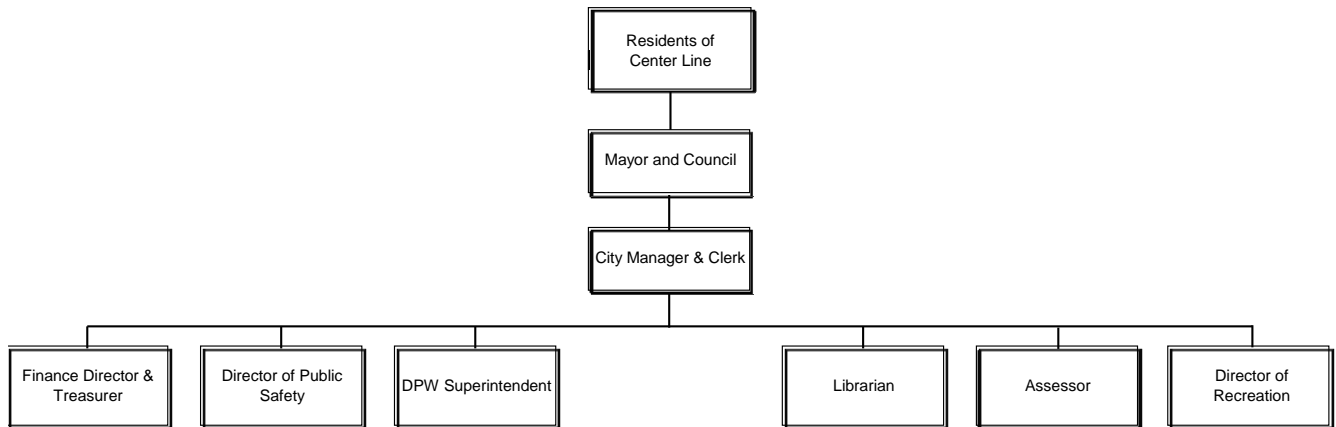 Residents of
Center Line
Mayor and Council
City Manager & Clerk
Finance Director &
Treasurer
Director of Public
Safety
DPW Superintendent
Librarian
Assessor
Director of
Recreation